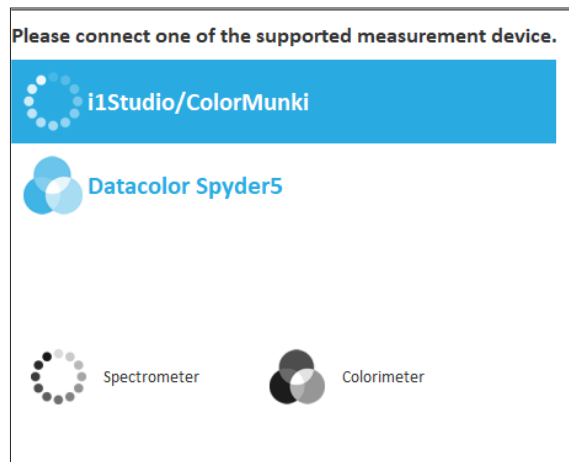 Please connect one of the supported measurement device.
i1Studio/ColorMunki
Datacolor Spyder5
Spectrometer
Colorimeter